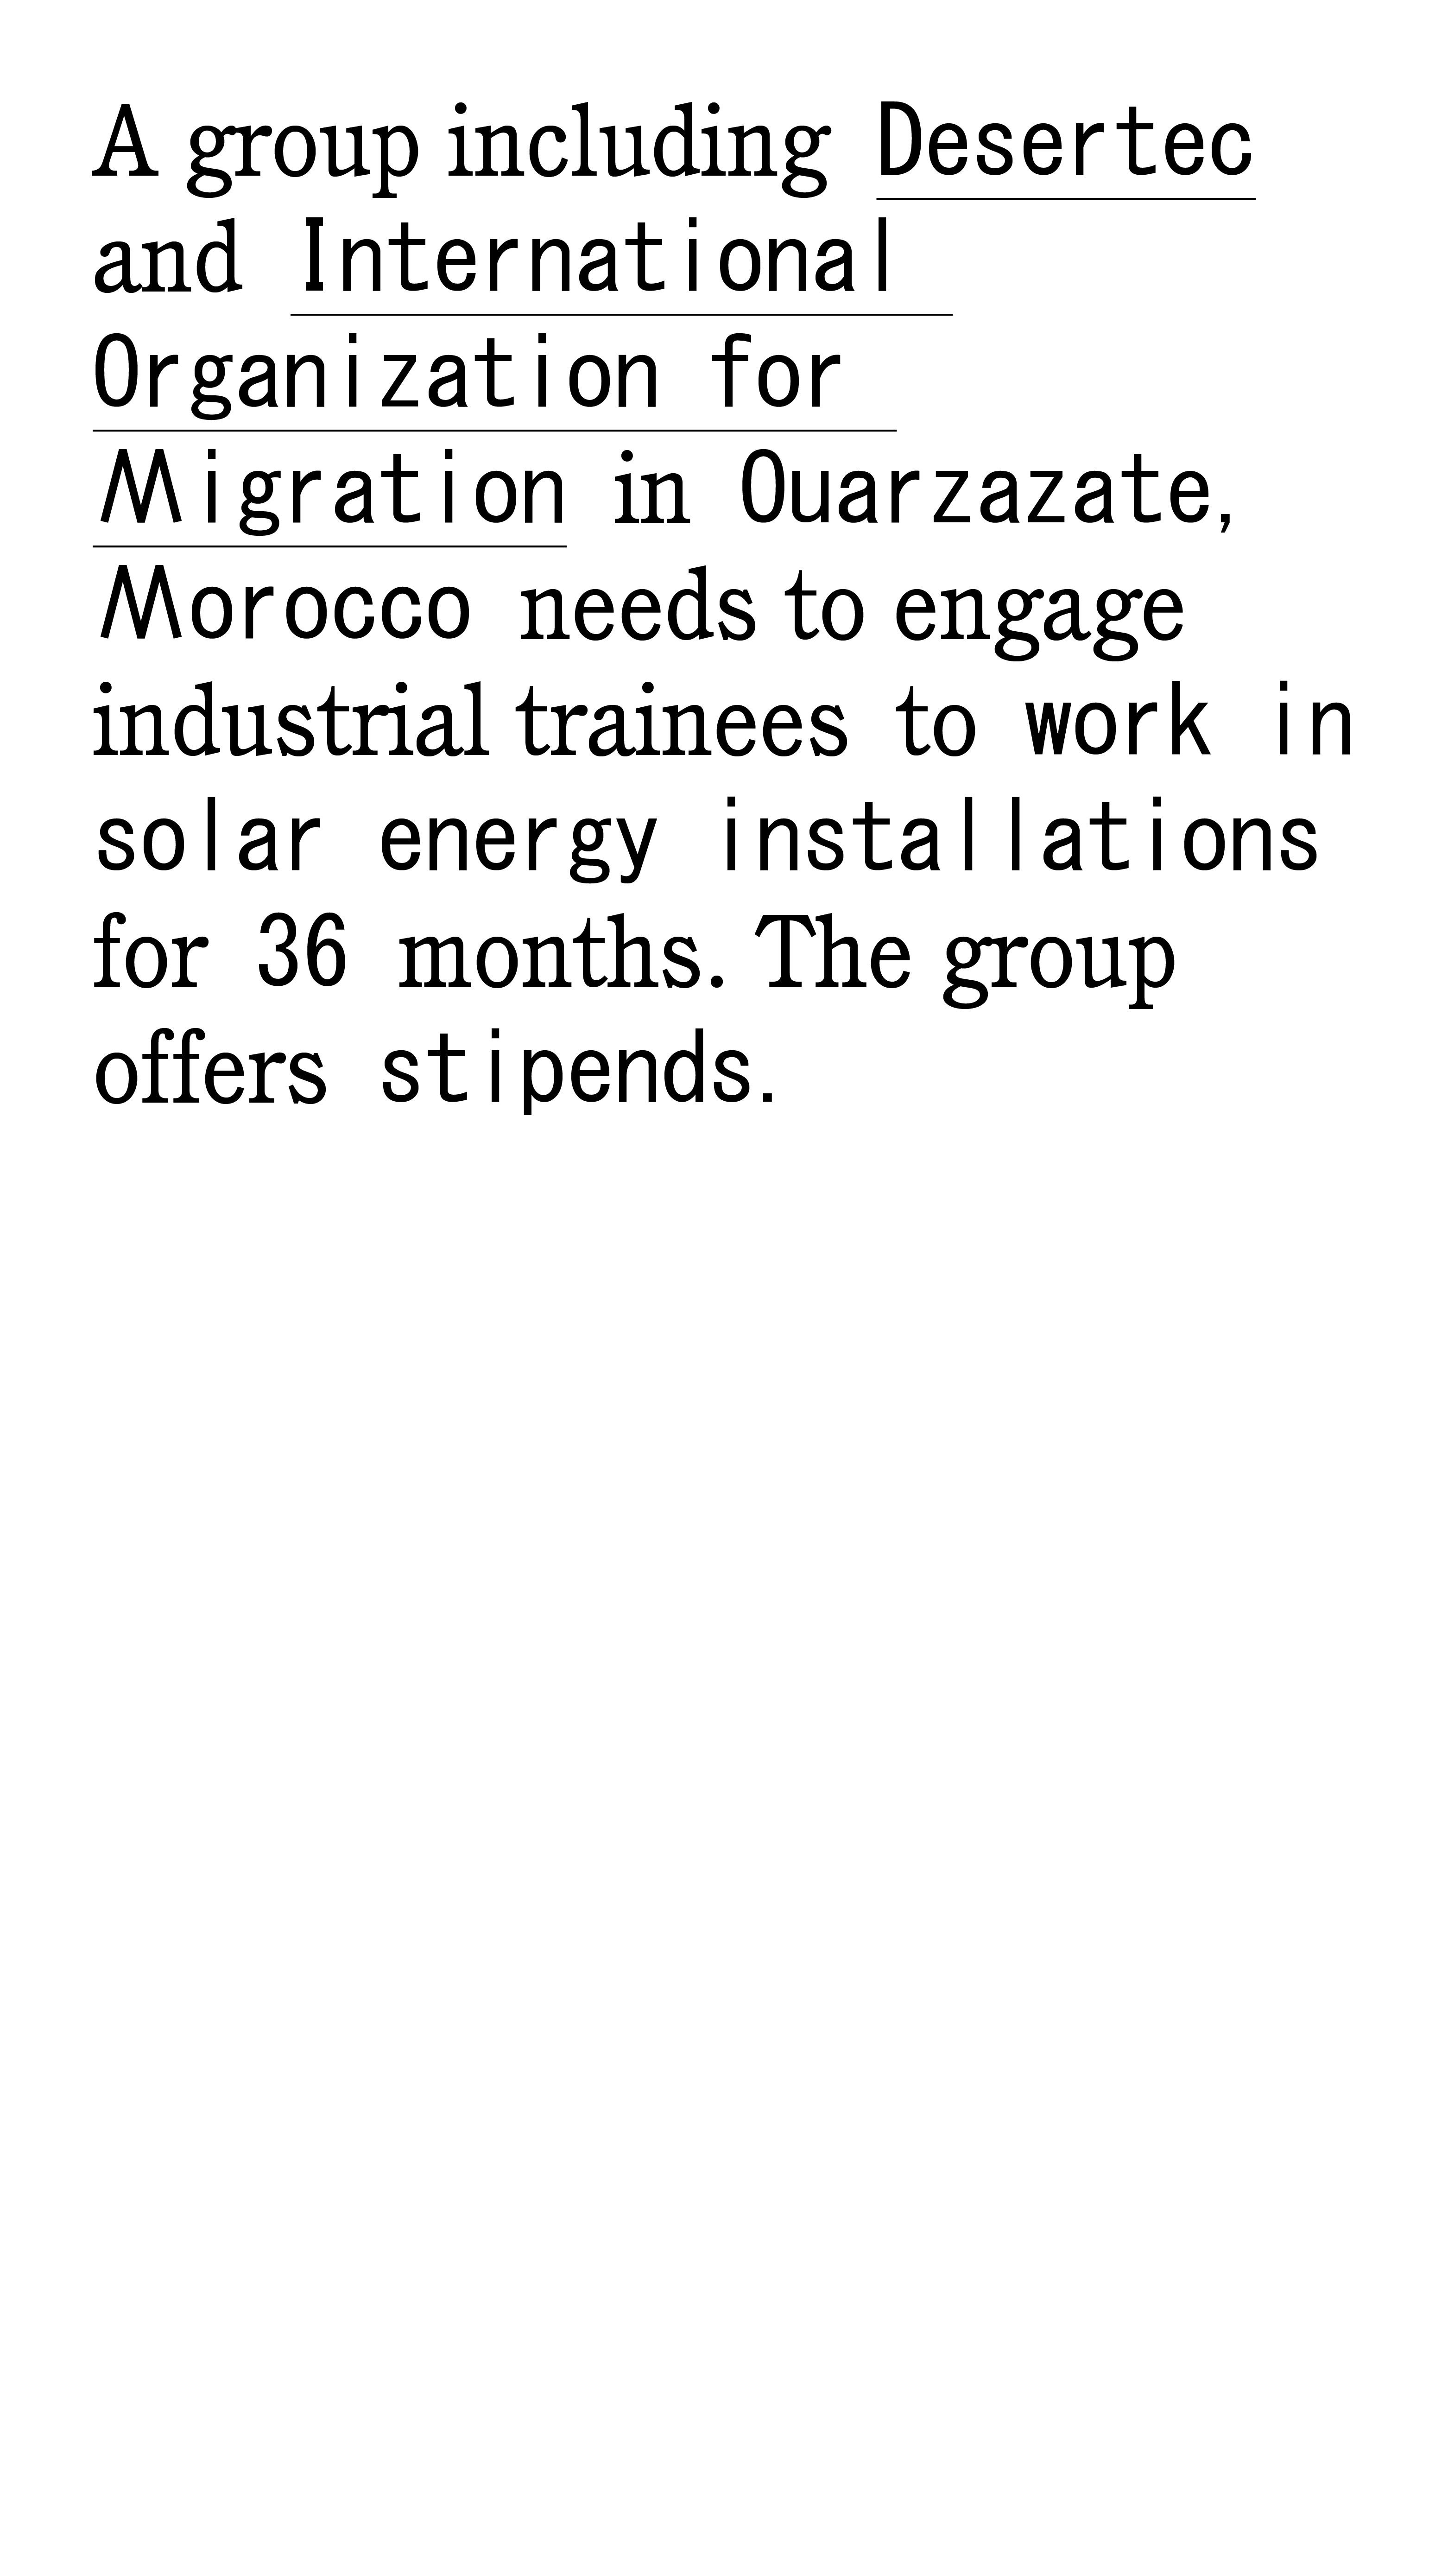 A group including Desertec
and International
Organization for
Migration in Ouarzazate,
Morocco needs to engage
industrial trainees to work in
solar energy installations
for 36 months. The group
offers stipends.